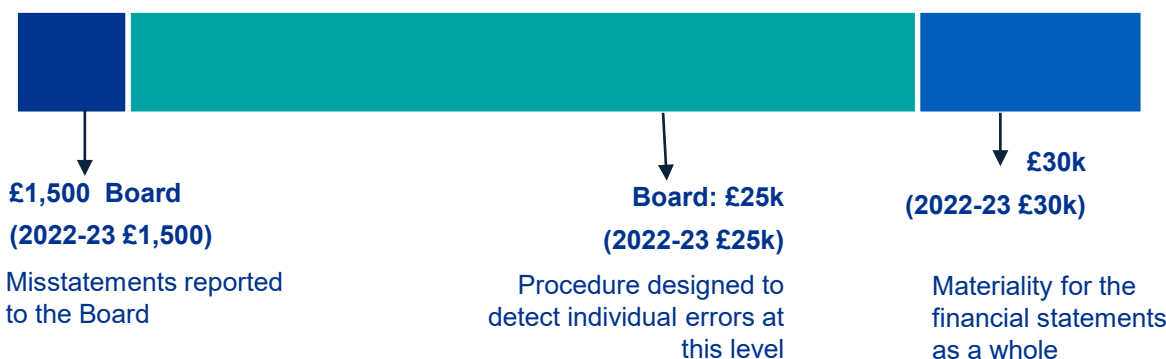 £1,500 Board
(2022-23 £1,500)
Misstatements reported
to the Board
Board: £25k
(2022-23 £25k)
Procedure designed to
detect individual errors at
this level
£30k
(2022-23 £30k)
Materiality for the
financial statements
as a whole